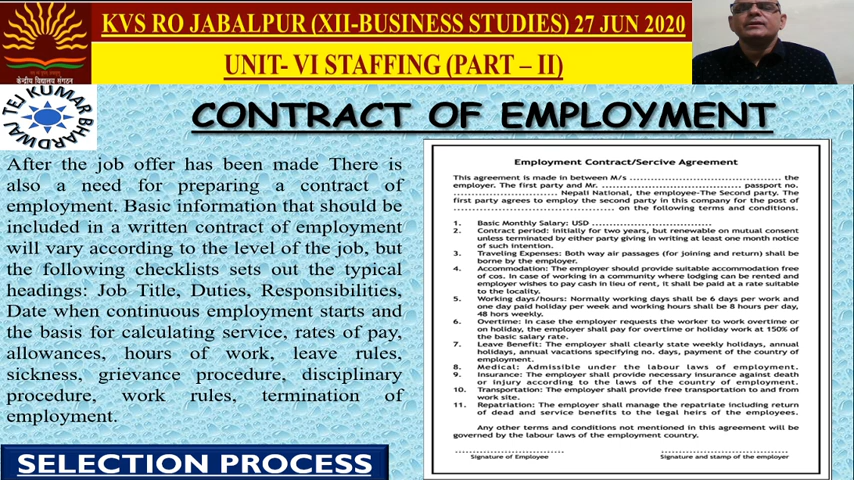 KVS RO JABALPUR (XII-BUSINESS STUDIES) 27 JUN 2020
UNIT- VI STAFFING (PART – II)
केन्द्रीय विद्यालय संगठन
TEJ KUMAR BHARDWAJ
CONTRACT OF EMPLOYMENT
After the job offer has been made There is
also a need for preparing a contract of
employment. Basic information that should be
included in a written contract of employment
will vary according to the level of the job, but
the following checklists sets out the typical
headings: Job Title, Duties, Responsibilities,
Date when continuous employment starts and
the basis for calculating service, rates of pay,
allowances, hours of work, leave rules,
sickness, grievance procedure, disciplinary
procedure, work rules, termination of
employment.
SELECTION PROCESS
Employment Contract/Sercive Agreement
This agreement is made in between M/s ........................................ the
employer. The first party and Mr. ..................................... passport no.
............................ Nepali National, the employee-The Second party. The
first party agrees to employ the second party in this company for the post of
........................................... on the following terms and conditions.
1. Basic Monthly Salary: USD ................................
2. Contract period: initially for two years, but renewable on mutual consent
unless terminated by either party giving in writing at least one month notice
of such intention.
3. Traveling Expenses: Both way air passages (for joining and return) shall be
borne by the employer.
4. Accommodation: The employer should provide suitable accommodation free
of cos. In case of working in a community where lodging can be rented and
employer wishes to pay cash in lieu of rent, it shall be paid at a rate suitable
to the locality.
5. Working days/hours: Normally working days shall be 6 days per work and
one day paid holiday per week and working hours shall be 8 hours per day,
48 hors weekly.
6. Overtime: In case the employer requests the worker to work overtime or
on holiday, the employer shall pay for overtime or holiday work at 150% of
the basic salary rate.
7. Leave Benefit: The employer shall clearly state weekly holidays, annual
holidays, annual vacations specifying no. days, payment of the country of
employment.
8. Medical: Admissible under the labour laws of employment.
9. Insurance: The employer shall provide necessary insurance against death
or injury according to the laws of the country of employment.
10. Transportation: The employer shall provide free transportation to and from
work site.
11. Repatriation: The employer shall manage the repatriate including return
of dead and service benefits to the legal heirs of the employees.
Any other terms and conditions not mentioned in this agreement will be
governed by the labour laws of the employment country.
Signature of Employee
Signature and stamp of the employer